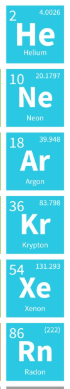 2 4.0026
He
Helium
10 20.1797
Ne
Neon
18 39.948
Ar
Argon
36 83.798
Kr
Krypton
54 131.293
Xe
Xonon
86 (222)
Rn
Radon